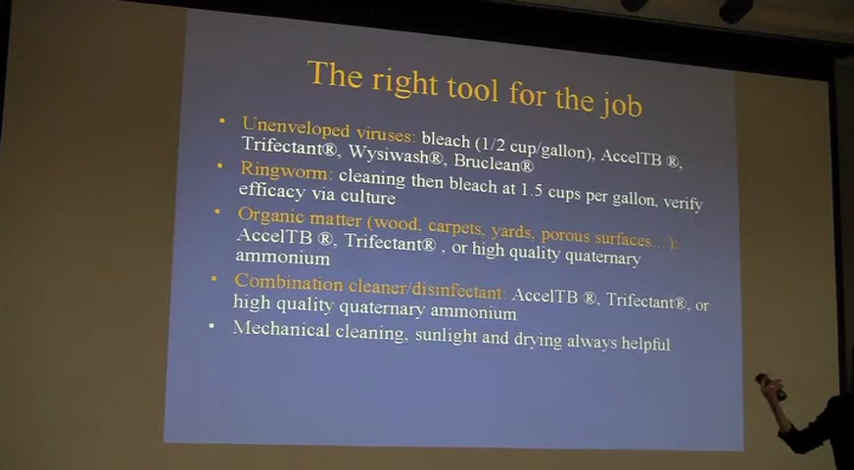 The right tool for the job
• Unenveloped viruses: bleach (1/2 cup/gallon), AccelTB ®,
Trifectant®, Wysiwash®, Bruclean®
• Ringworm: cleaning then bleach at 1.5 cups per gallon, verify
efficacy via culture
• Organic matter (wood, carpets, yards, porous surfaces…):
AccelTB ®, Trifectant® , or high quality quaternary
ammonium
• Combination cleaner/disinfectant: AccelTB ®, Trifectant®, or
high quality quaternary ammonium
• Mechanical cleaning, sunlight and drying always helpful